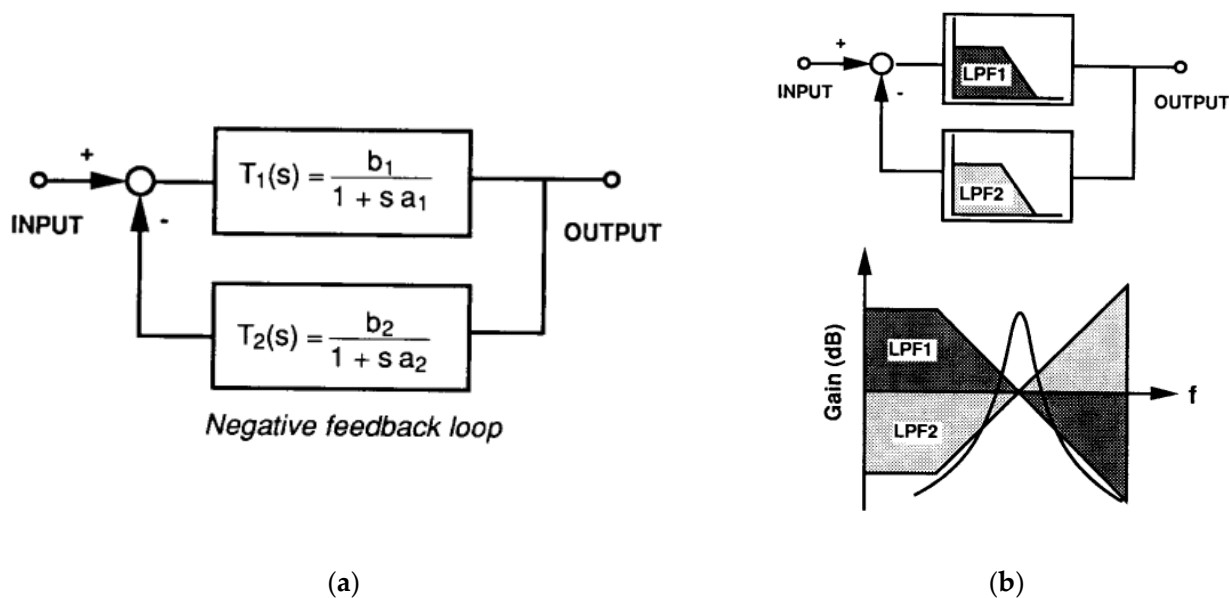 +
-
INPUT
T₁(s) = b₁ / (1 + s a₁)
OUTPUT
T₂(s) = b₂ / (1 + s a₂)
Negative feedback loop
(a)
+
-
INPUT
LPF1
OUTPUT
LPF2
Gain (dB)
LPF1
LPF2
f
(b)